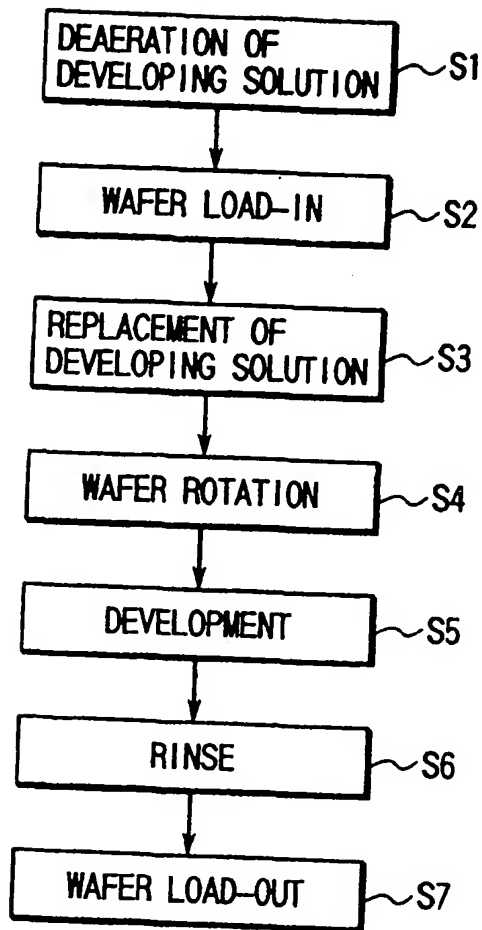 DEAERATION OF
DEVELOPING SOLUTION
S1
WAFER LOAD-IN
S2
REPLACEMENT OF
DEVELOPING SOLUTION
S3
WAFER ROTATION
S4
DEVELOPMENT
S5
RINSE
S6
WAFER LOAD-OUT
S7